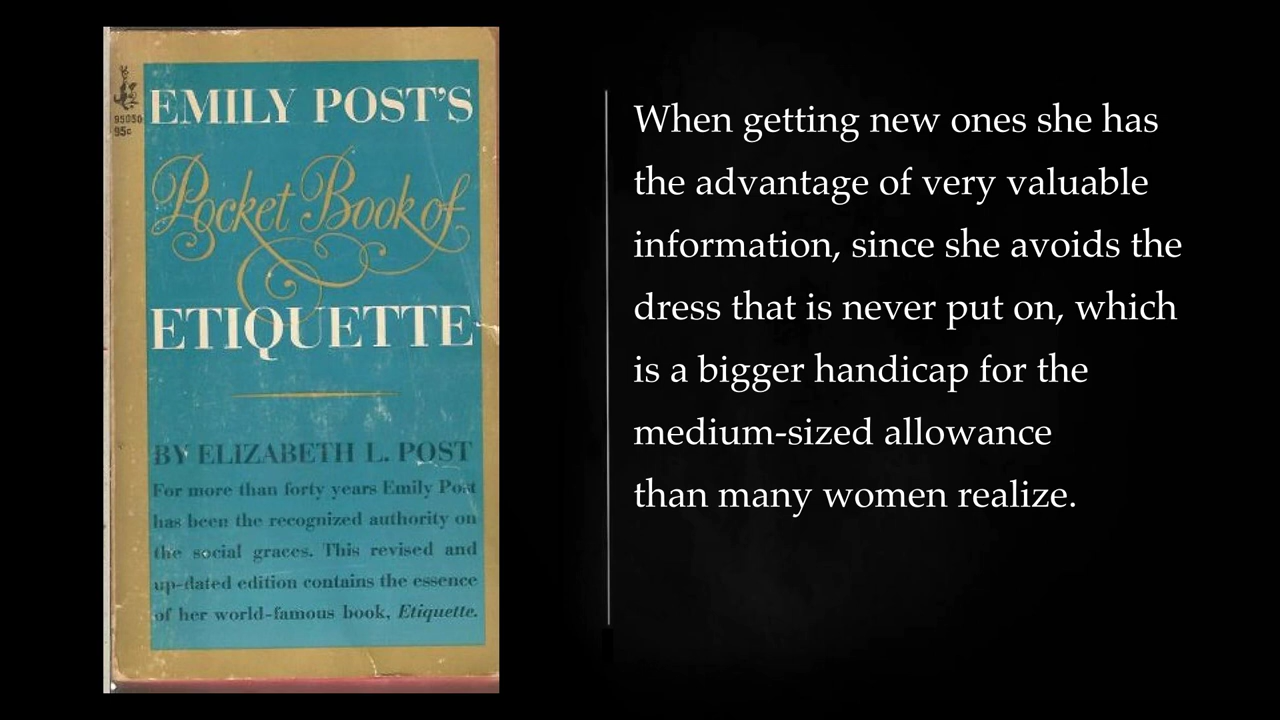 EMILY POST'S
95050
95c
Pocket Book of
ETIQUETTE
BY ELIZABETH L. POST
For more than forty years Emily Post
has been the recognized authority on
the social graces. This revised and
up-dated edition contains the essence
of her world-famous book, Etiquette.
When getting new ones she has
the advantage of very valuable
information, since she avoids the
dress that is never put on, which
is a bigger handicap for the
medium-sized allowance
than many women realize.